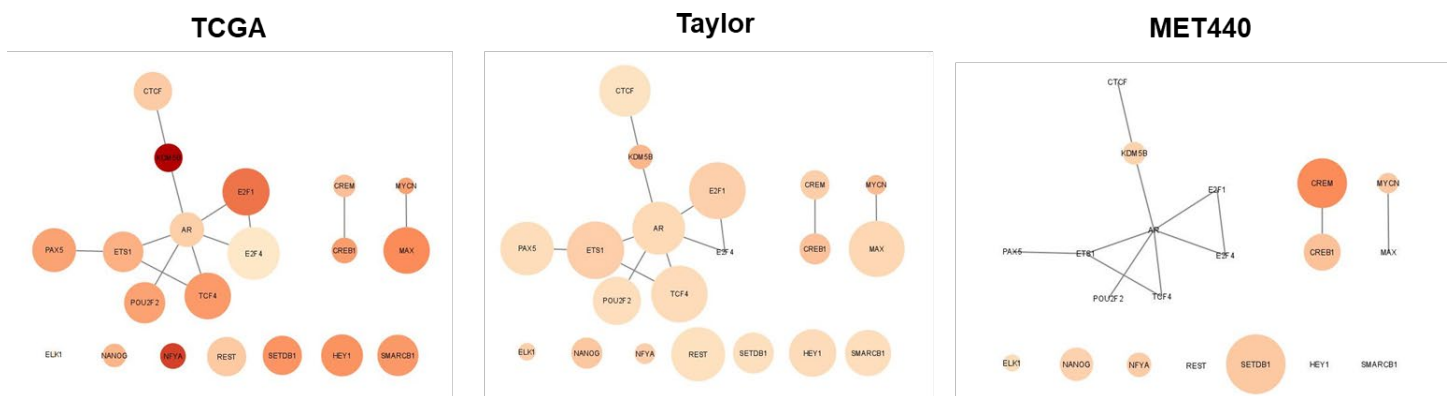 TCGA
Taylor
MET440
CTCF
KDM5B
E2F1
CREM
MYCN
AR
PAX5
ETS1
E2F4
CREB1
MAX
POU2F2
TCF4
ELK1
NANOG
NFYA
REST
SETDB1
HEY1
SMARCB1
CTCF
KDM5B
E2F1
CREM
MYCN
AR
PAX5
ETS1
E2F4
CREB1
MAX
POU2F2
TCF4
ELK1
NANOG
NFYA
REST
SETDB1
HEY1
SMARCB1
CTCF
KDM5B
E2F1
CREM
MYCN
AR
PAX5
ETS1
E2F4
CREB1
MAX
POU2F2
TCF4
ELK1
NANOG
NFYA
REST
SETDB1
HEY1
SMARCB1